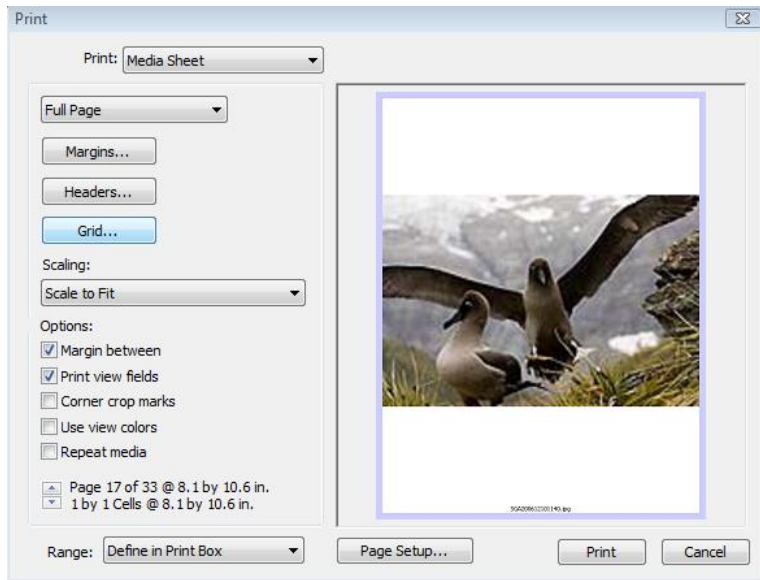 Print
Print: Media Sheet
Full Page
Margins...
Headers...
Grid...
Scaling:
Scale to Fit
Options:
Margin between
Print view fields
Corner crop marks
Use view colors
Repeat media
Page 17 of 33 @ 8.1 by 10.6 in.
1 by 1 Cells @ 8.1 by 10.6 in.
Range: Define in Print Box
Page Setup...
Print
Cancel